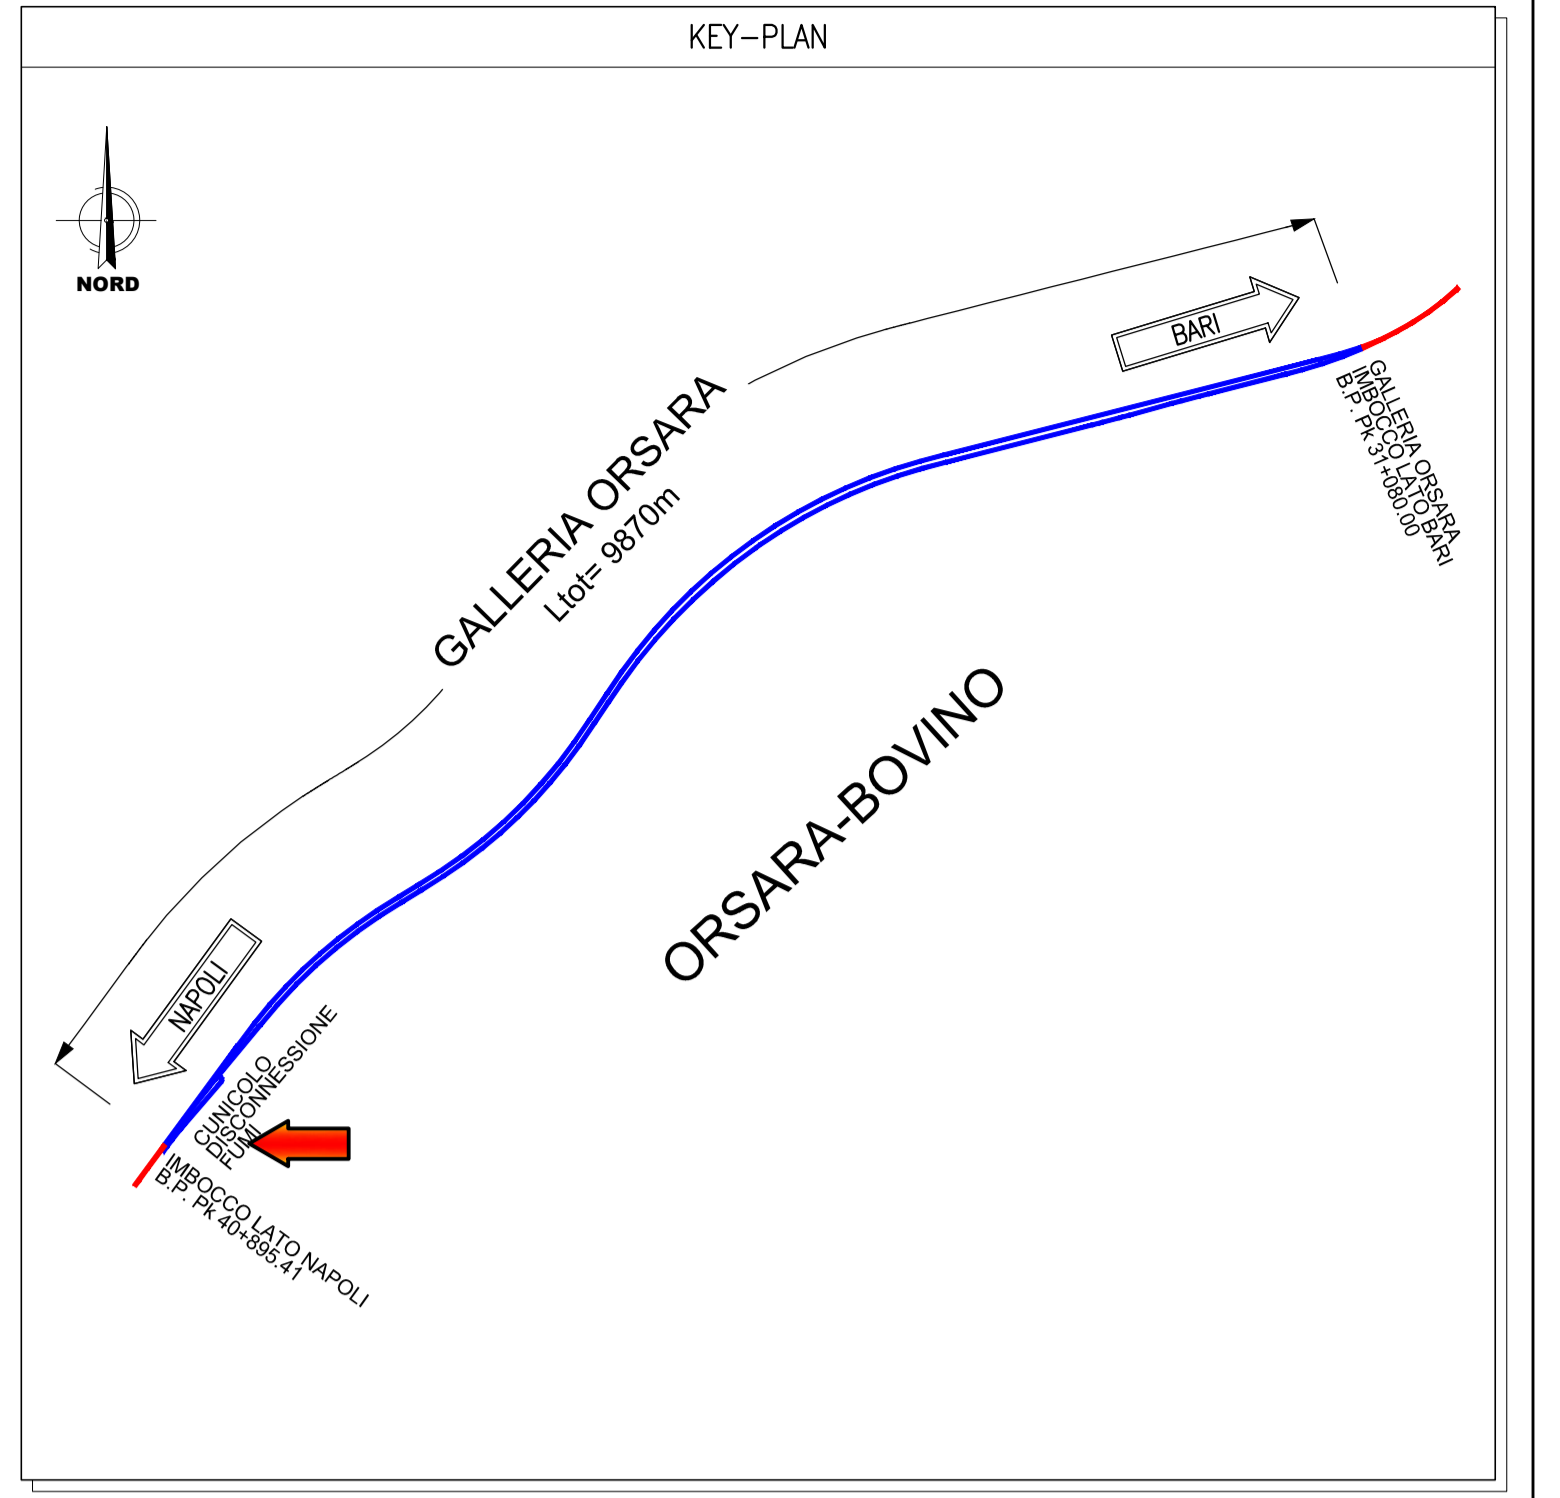 KEY-PLAN
NORD
BARI
GALLERIA ORSARA
IMBOCCO LATO BARI
B.P. Pk 31+080.00
GALLERIA ORSARA
Ltot= 9870m
ORSARA-BOVINO
NAPOLI
CUNICOLO
DISCONNESSIONE
FUMI
IMBOCCO LATO NAPOLI
B.P. Pk 40+895.41